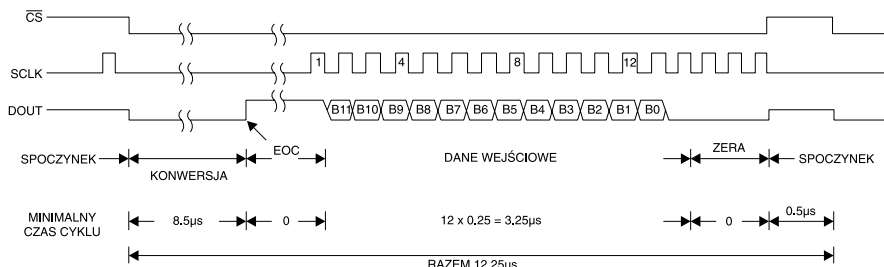 CS
SCLK
1 4 8 12
DOUT
B11 B10 B9 B8 B7 B6 B5 B4 B3 B2 B1 B0
SPOCZYNEK
KONWERSJA
EOC
DANE WEJŚCIOWE
ZERA
SPOCZYNEK
MINIMALNY
CZAS CYKLU
8.5µs
0
12 x 0.25 = 3.25µs
0
0.5µs
RAZEM 12.25µs